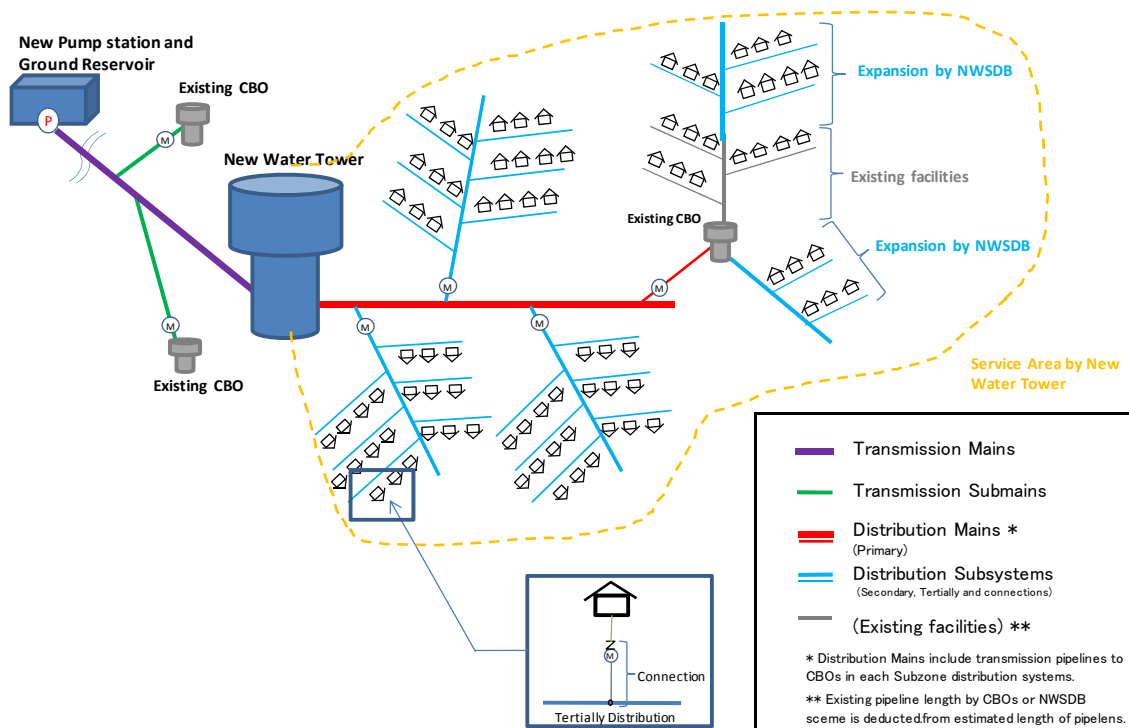 New Pump station and
Ground Reservoir
P
Existing CBO
M
New Water Tower
M
Existing CBO
M
M
M
M
Existing CBO
Expansion by NWSDB
Existing facilities
Expansion by NWSDB
Service Area by New
Water Tower
Transmission Mains
Transmission Submains
Distribution Mains *
(Primary)
Distribution Subsystems
(Secondary, Tertially and connections)
(Existing facilities) **
* Distribution Mains include transmission pipelines to
CBOs in each Subzone distribution systems.
** Existing pipeline length by CBOs or NWSDB
sceme is deducted.from estimated length of pipelens.
M
Connection
Tertially Distribution